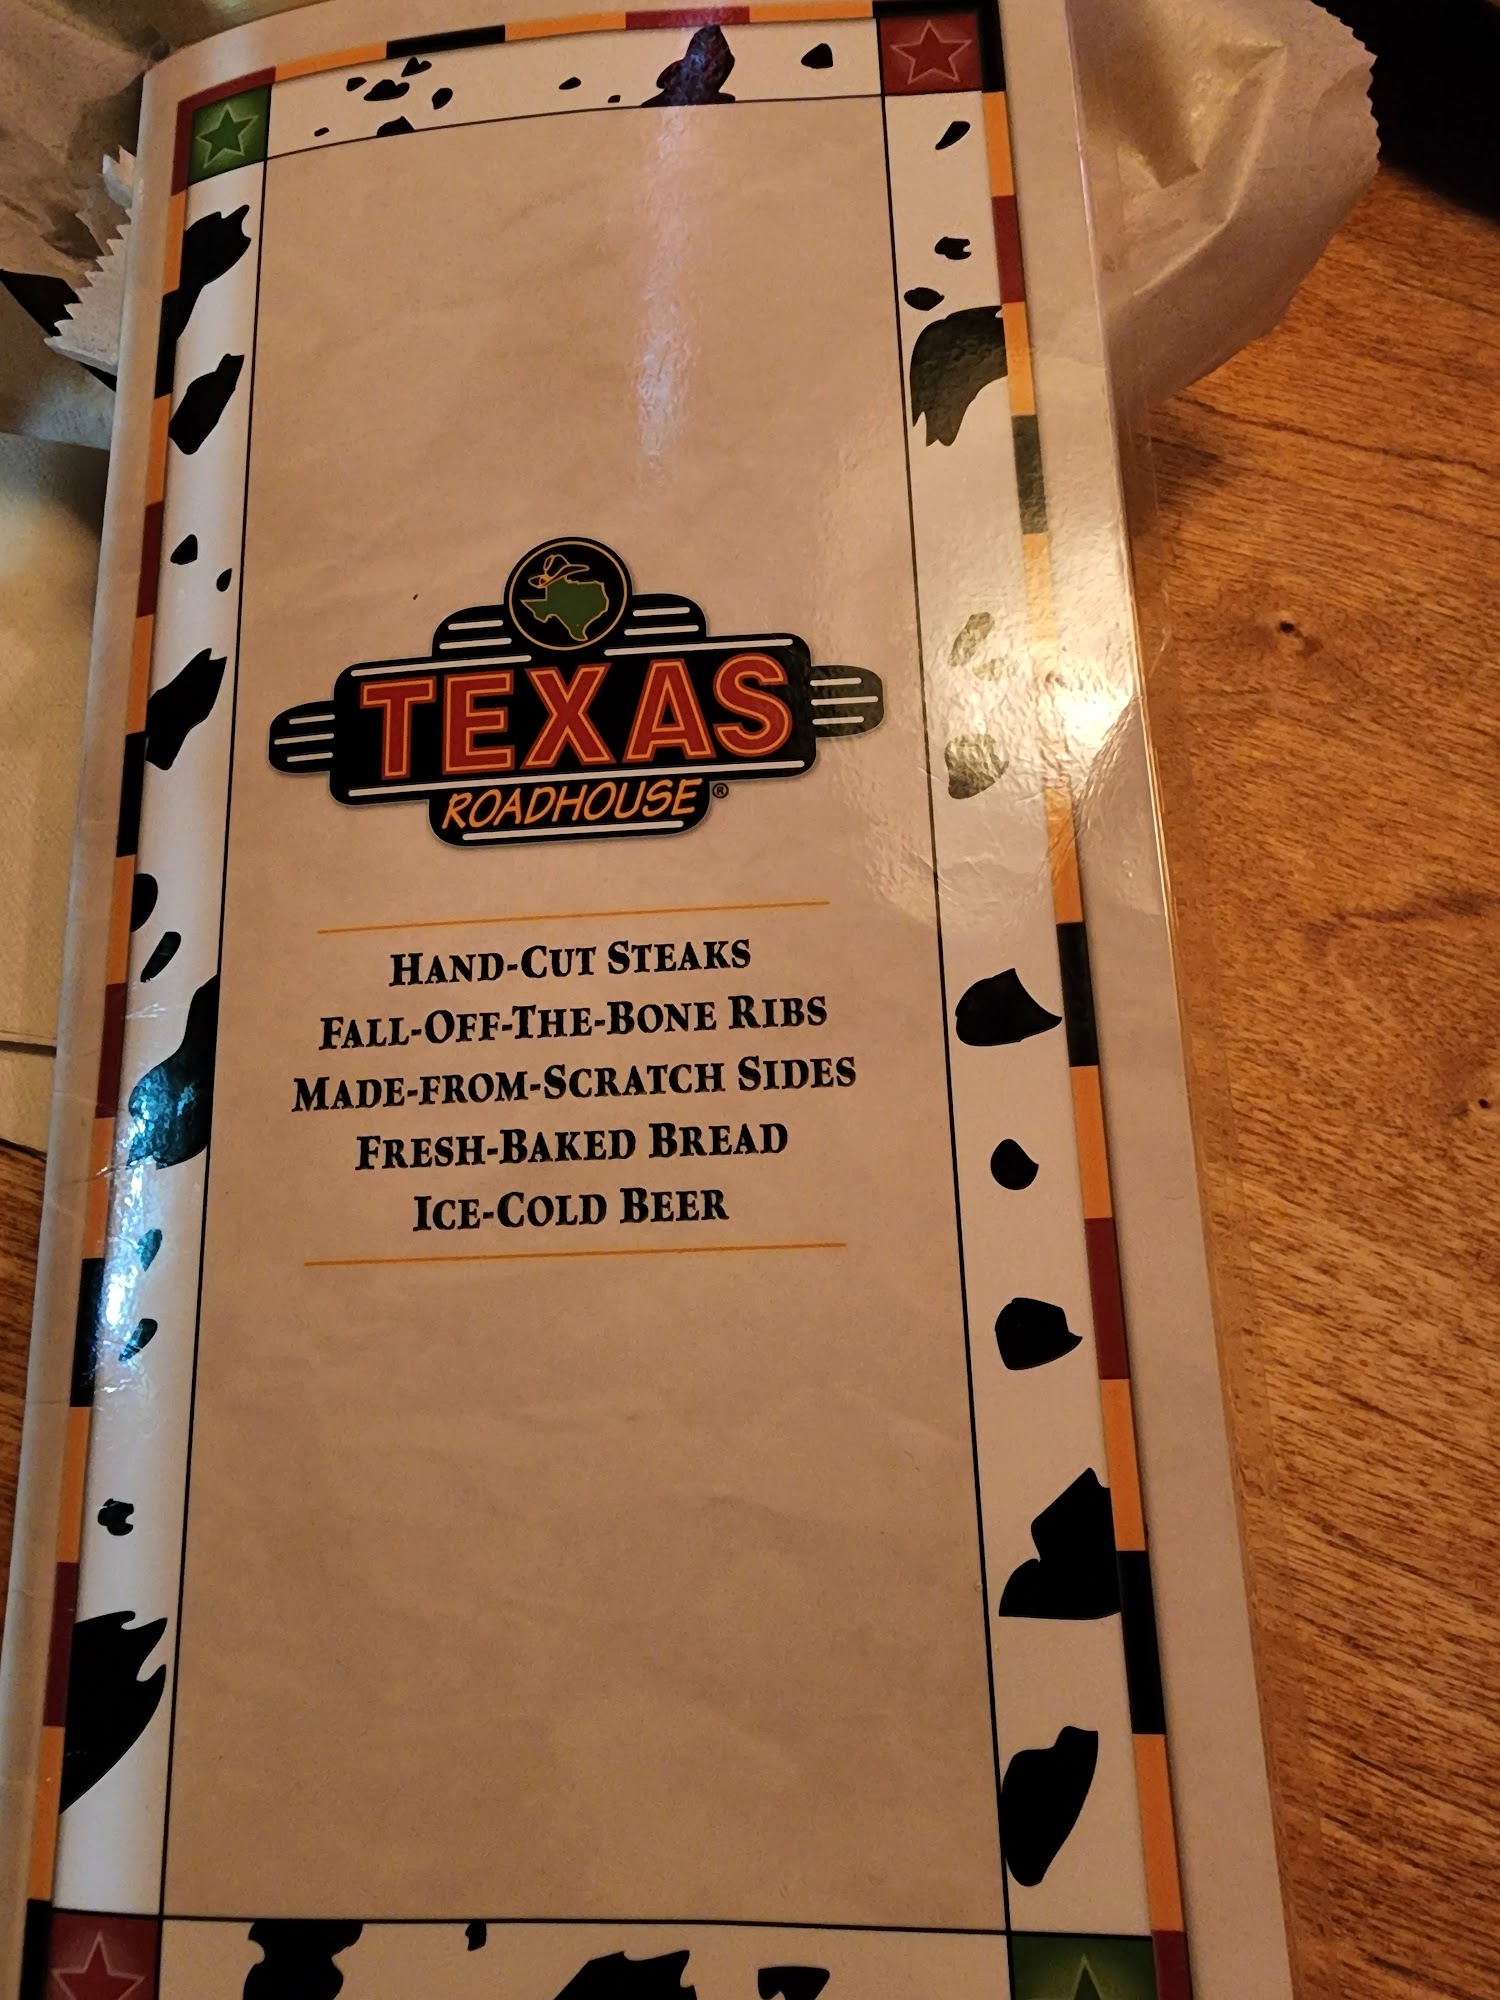 TEXAS
ROADHOUSE®
HAND-CUT STEAKS
FALL-OFF-THE-BONE RIBS
MADE-FROM-SCRATCH SIDES
FRESH-BAKED BREAD
ICE-COLD BEER